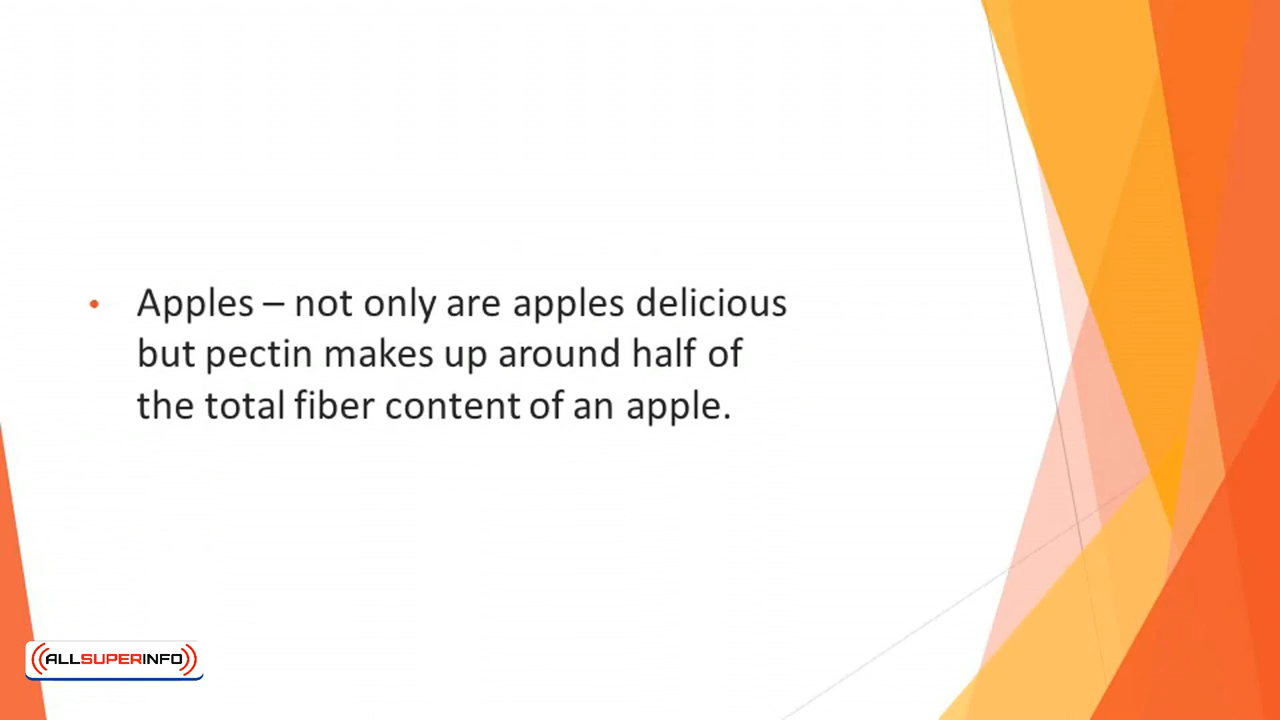 • Apples – not only are apples delicious
but pectin makes up around half of
the total fiber content of an apple.
ALLSUPERINFO